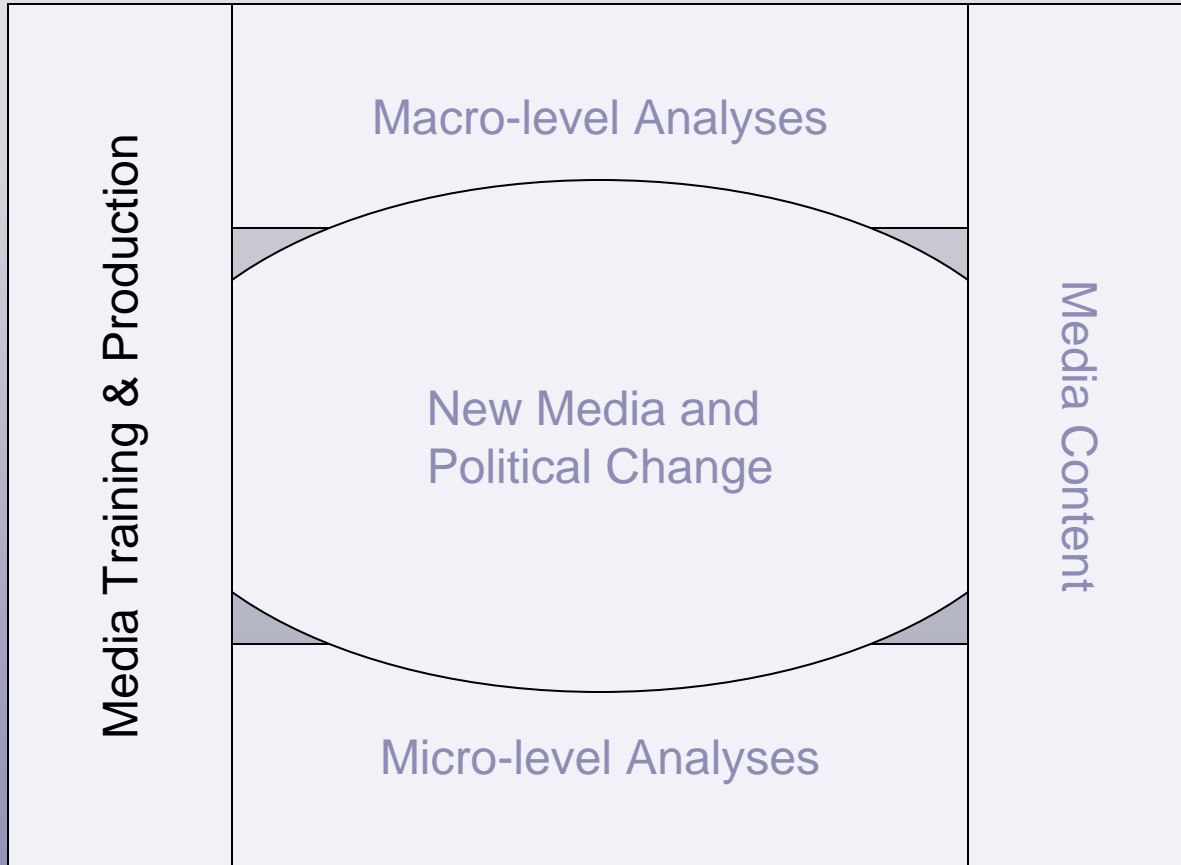 Media Training & Production
Macro-level Analyses
New Media and
Political Change
Micro-level Analyses
Media Content